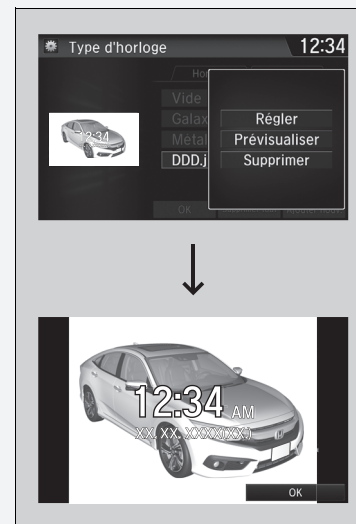 Type d'horloge
12:34
Vide
Galax
Metal
DDD.j
12:34
Régler
Prévisualiser
Supprimer
OK
12:34 AM
XX. XX. XXXX(XX.)
OK